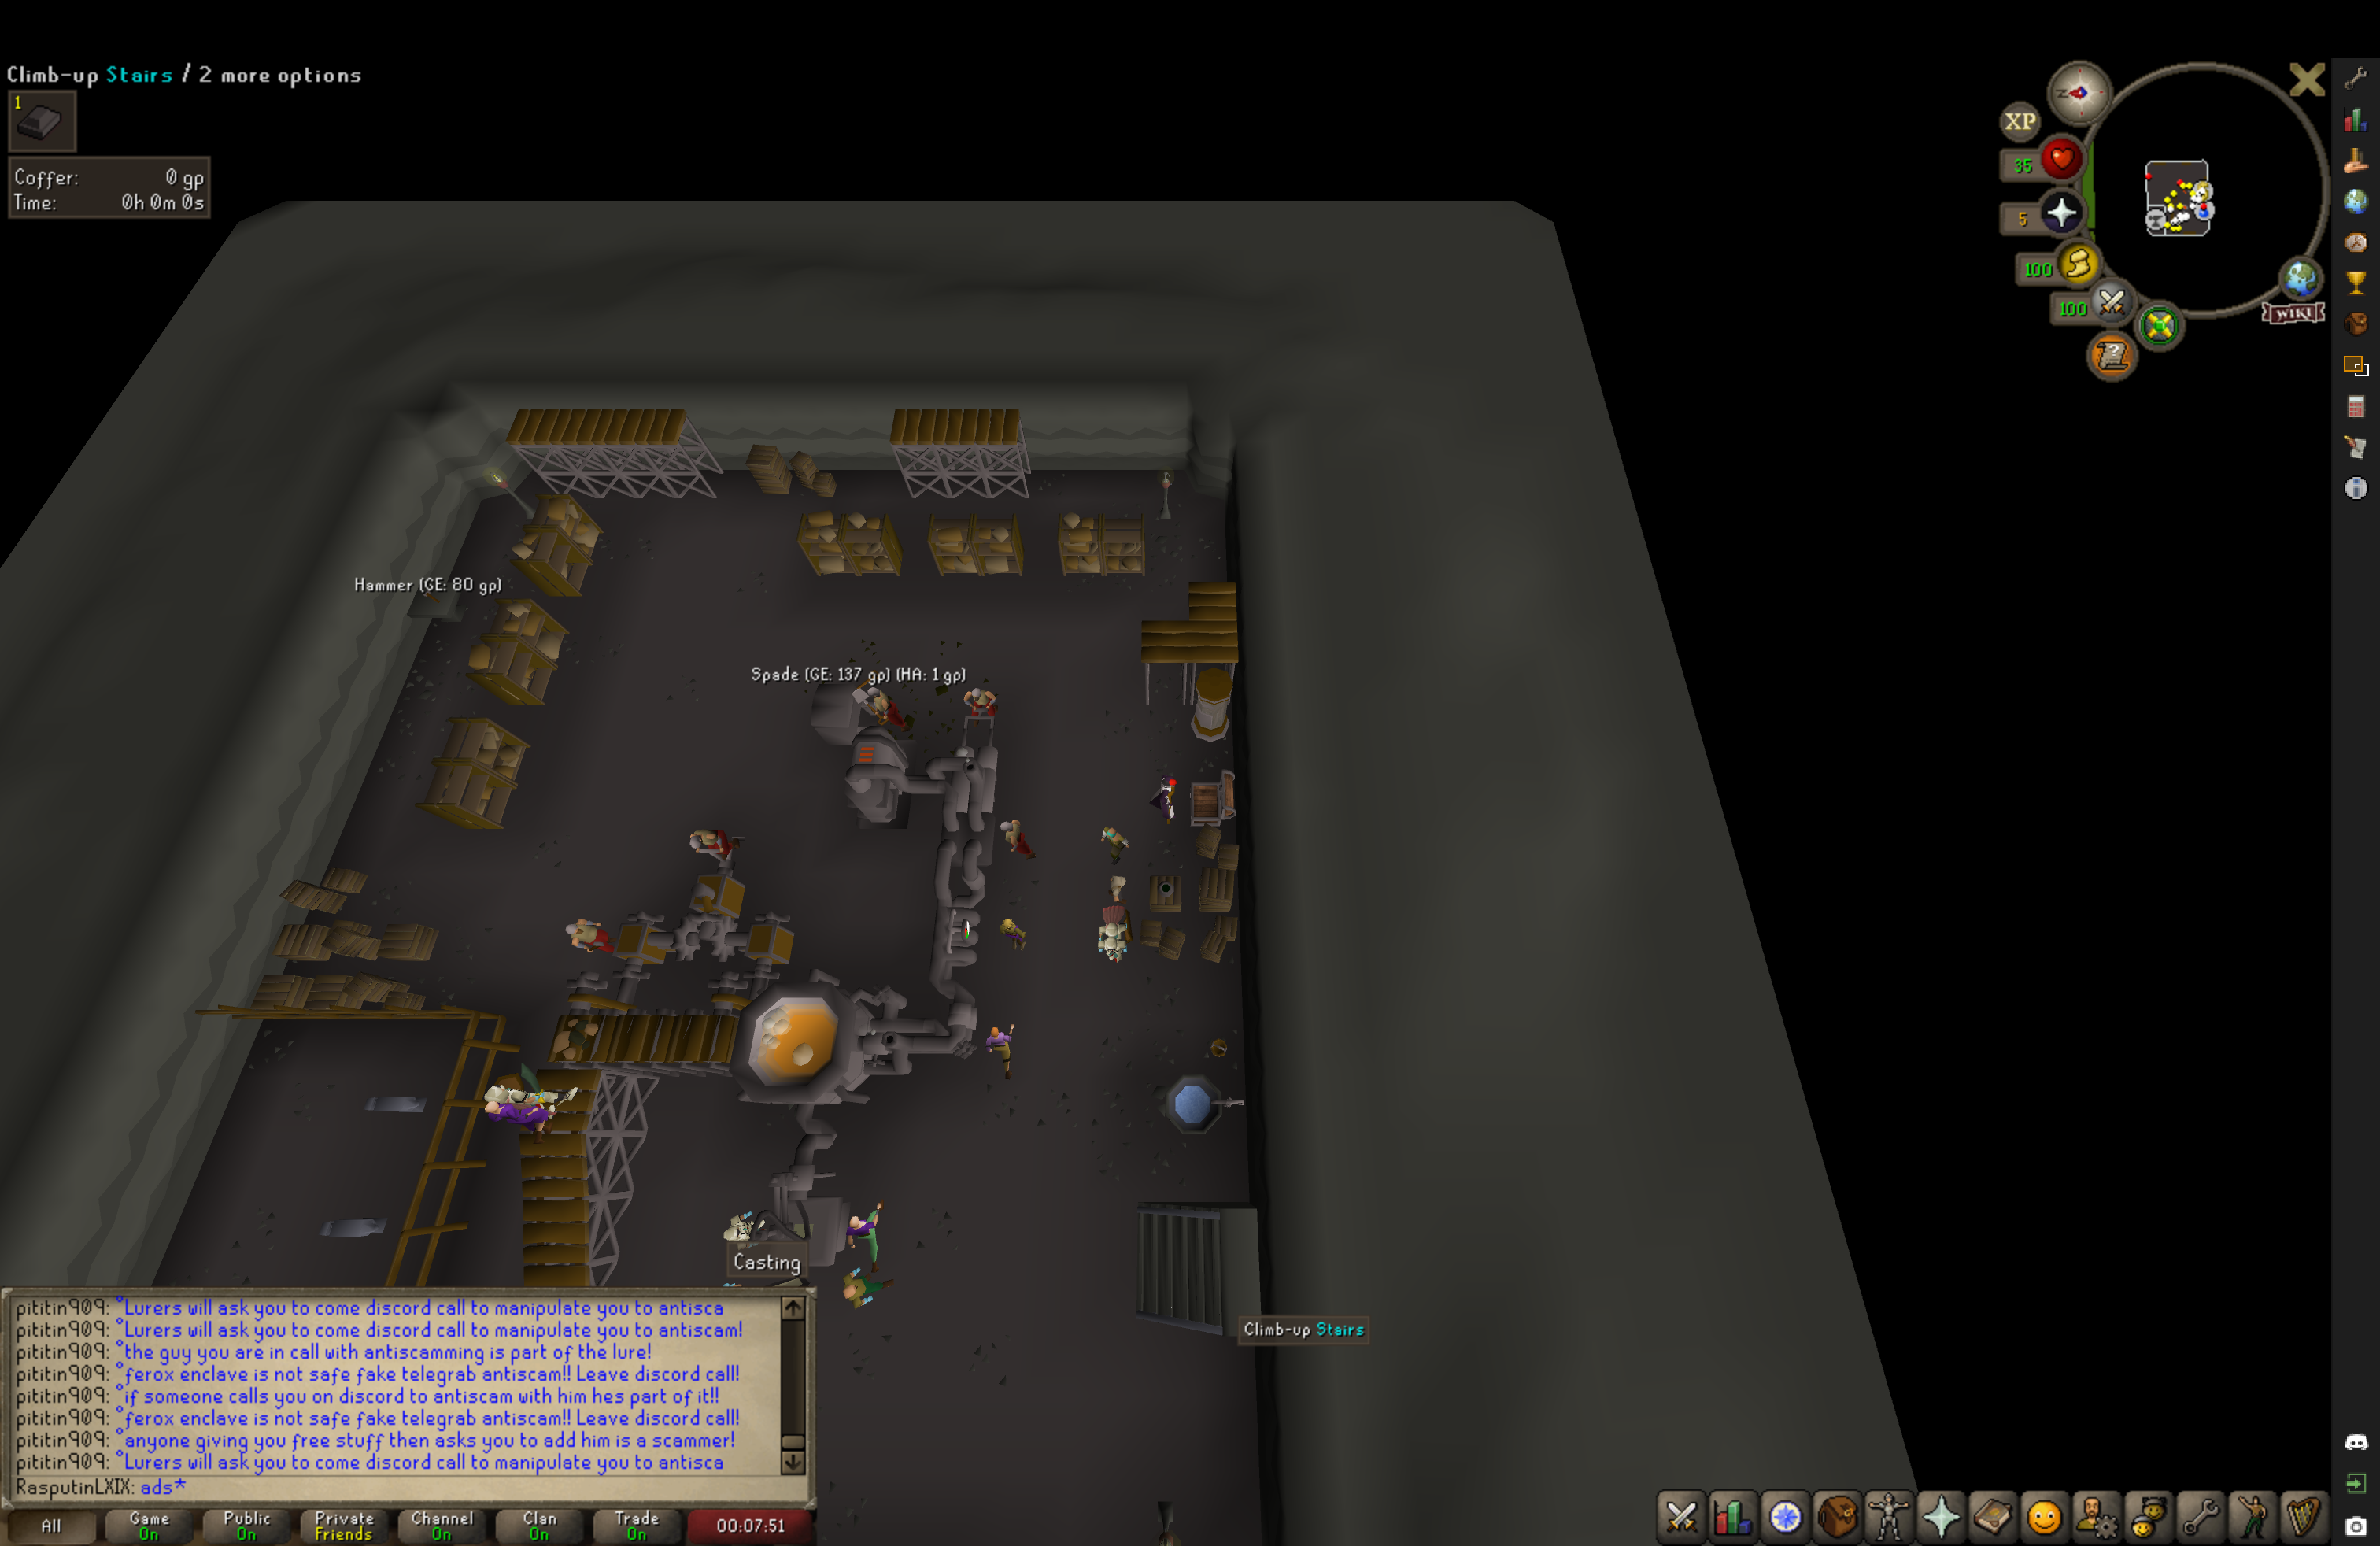 Climb-up Stairs / 2 more options
1
Coffer: 0 gp
Time: 0h 0m 0s
XP
35
5
100
100
WIKI
Hammer (GE: 80 gp)
Spade (GE: 137 gp) (HA: 1 gp)
Casting
Climb-up Stairs
pititin909: °Lurers will ask you to come discord call to manipulate you to antisca
pititin909: °Lurers will ask you to come discord call to manipulate you to antiscam!
pititin909: °the guy you are in call with antiscamming is part of the lure!
pititin909: °ferox enclave is not safe fake telegrab antiscam!! Leave discord call!
pititin909: °if someone calls you on discord to antiscam with him hes part of it!!
pititin909: °ferox enclave is not safe fake telegrab antiscam!! Leave discord call!
pititin909: °anyone giving you free stuff then asks you to add him is a scammer!
pititin909: °Lurers will ask you to come discord call to manipulate you to antisca
RasputinLXIX: ads*
All
Game On
Public On
Private Friends
Channel On
Clan On
Trade On
00:07:51